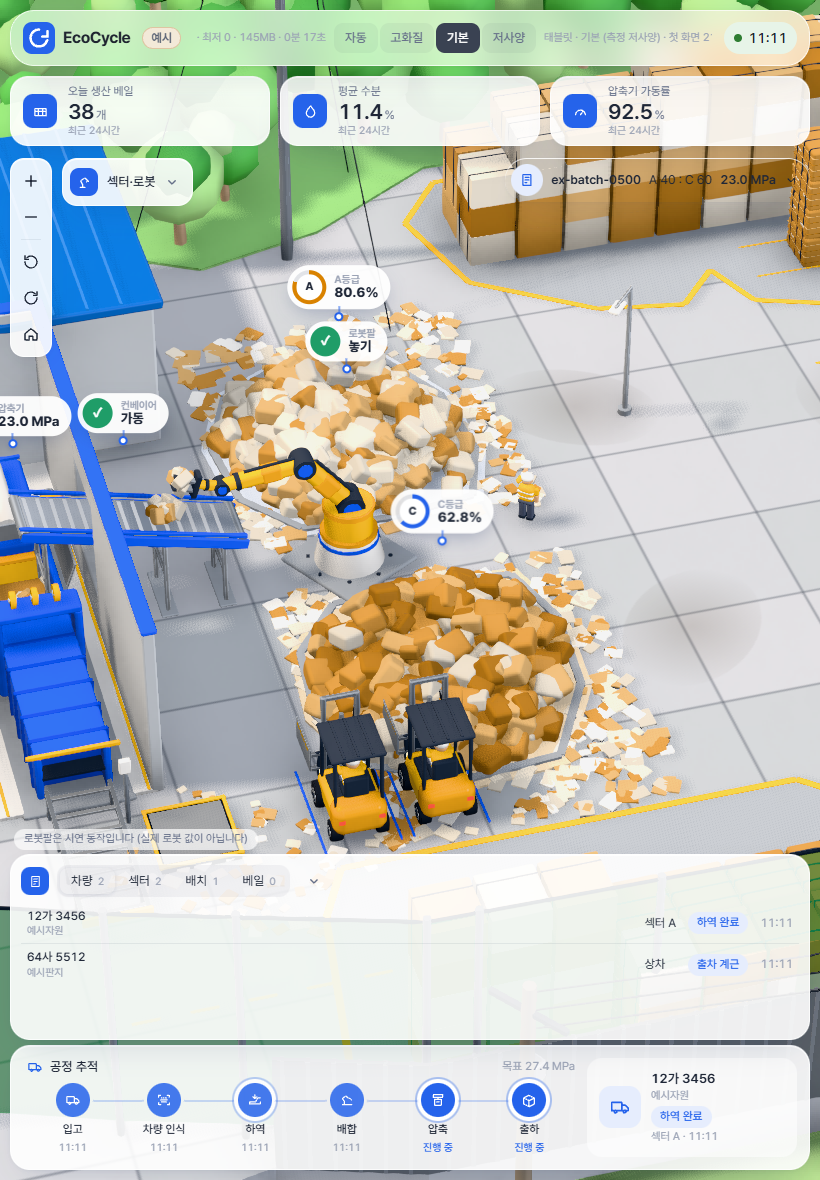 EcoCycle 예시 · 최저 0 · 145MB · 0분 17초 자동 고화질 기본 저사양 태블릿 · 기본 (측정 저사양) · 첫 화면 11:11
오늘 생산 베일
38 개
최근 24시간
평균 수분
11.4 %
최근 24시간
압축기 가동률
92.5 %
최근 24시간
섹터·로봇
ex-batch-0500 A 40 : C 60 23.0 MPa
A A등급
80.6%
로봇팔
놓기
압축기
23.0 MPa
컨베이어
가동
C C등급
62.8%
로봇팔은 시연 동작입니다 (실제 로봇 값이 아닙니다)
차량 2 섹터 2 배치 1 베일 0
12가 3456
예시자원
섹터 A 하역 완료 11:11
64사 5512
예시판지
상차 출차 계근 11:11
공정 추적
목표 27.4 MPa
입고 차량 인식 하역 배합 압축 출하
11:11 11:11 11:11 11:11 진행 중 진행 중
12가 3456
예시자원
하역 완료
섹터 A · 11:11